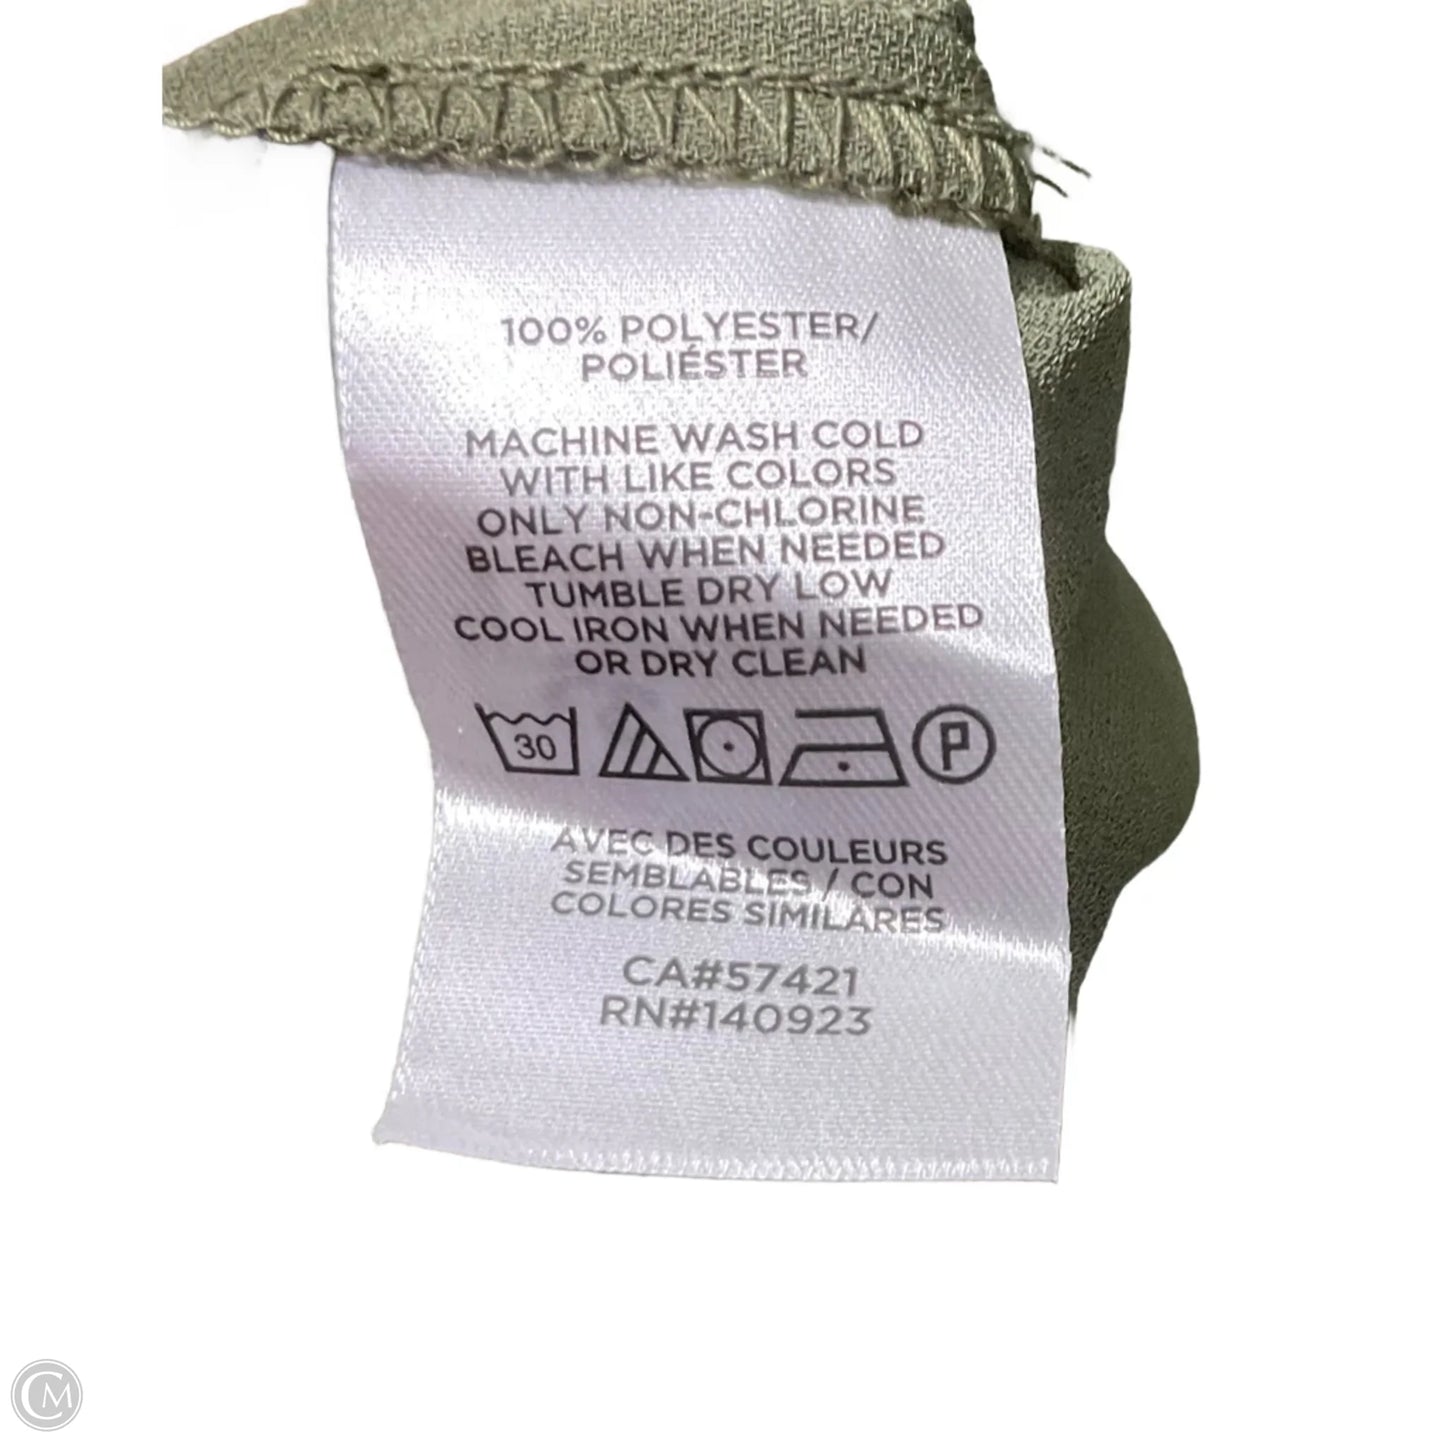 100% POLYESTER/
POLIÉSTER
MACHINE WASH COLD
WITH LIKE COLORS
ONLY NON-CHLORINE
BLEACH WHEN NEEDED
TUMBLE DRY LOW
COOL IRON WHEN NEEDED
OR DRY CLEAN
30 P
AVEC DES COULEURS
SEMBLABLES / CON
COLORES SIMILARES
CA#57421
RN#140923
CM